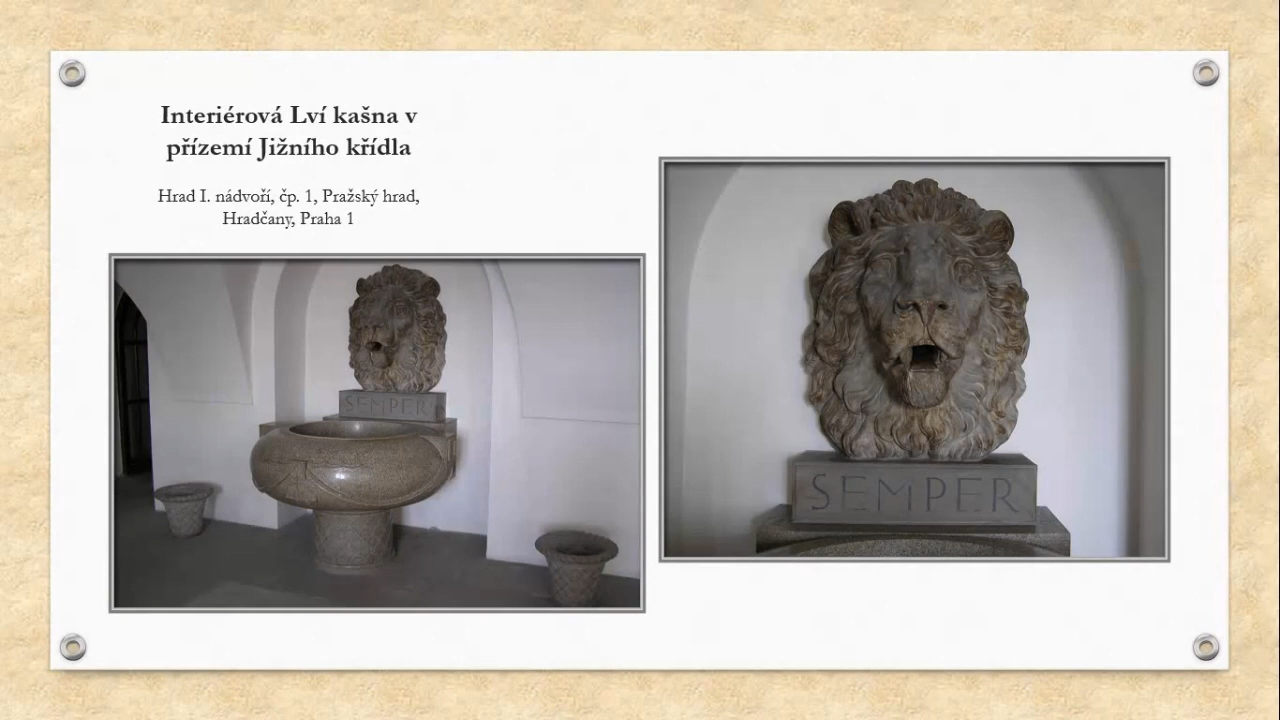 Interiérová Lví kašna v
přízemí Jižního křídla
Hrad I. nádvoří, čp. 1, Pražský hrad,
Hradčany, Praha 1
SEMPER
SEMPER